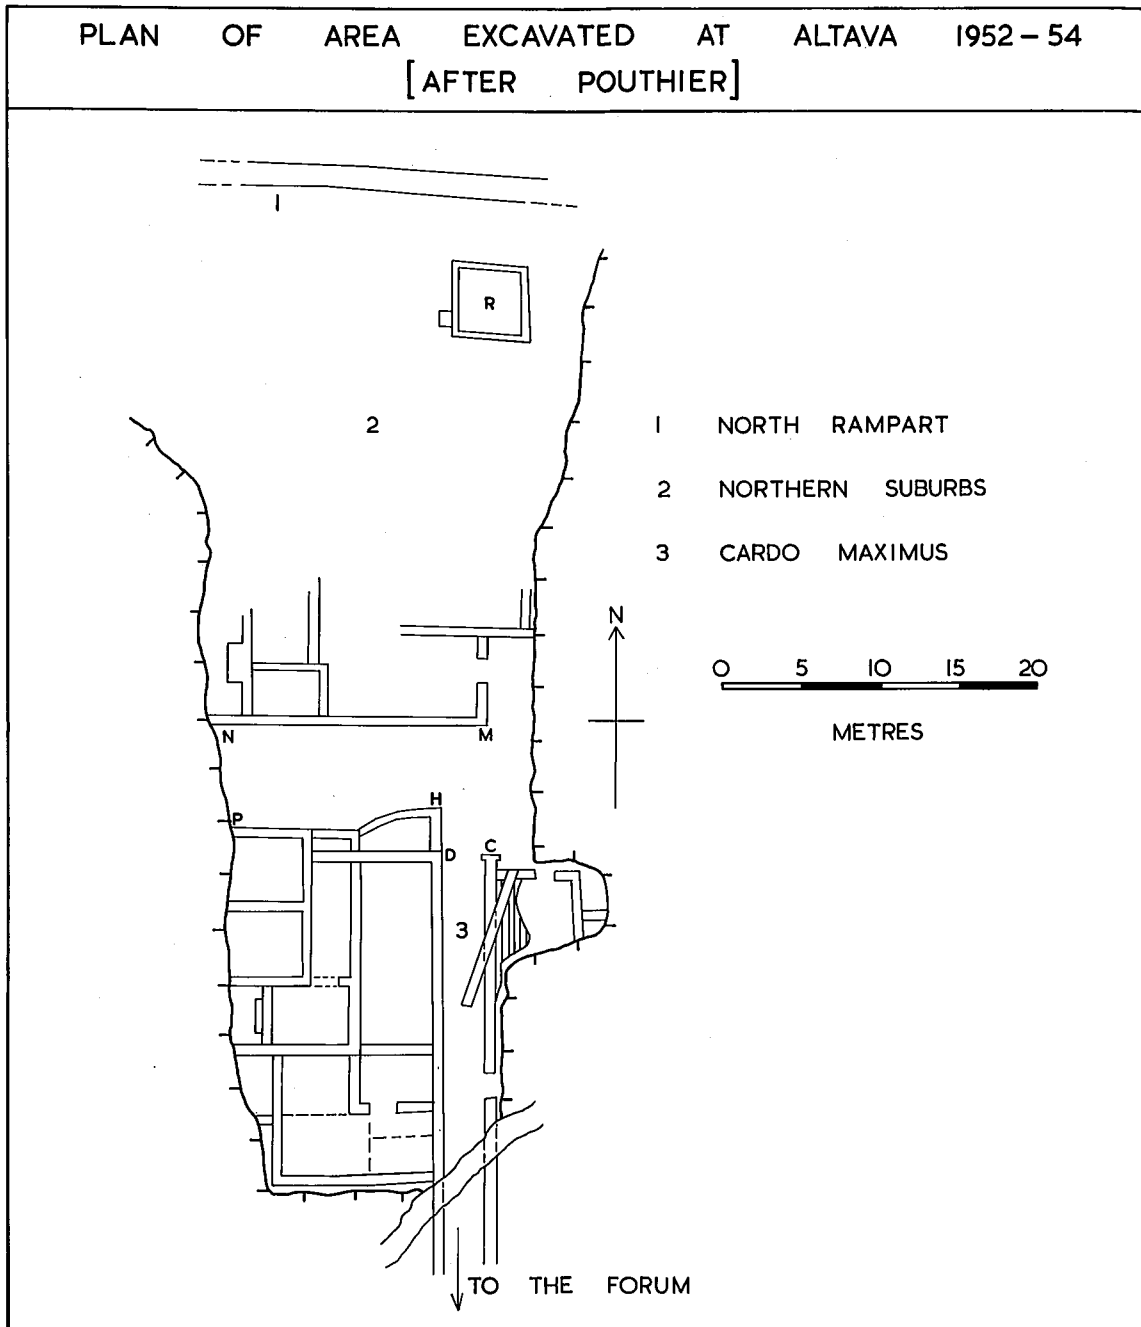 PLAN OF AREA EXCAVATED AT ALTAVA 1952-54
[AFTER POUTHIER]
1
R
2
1 NORTH RAMPART
2 NORTHERN SUBURBS
3 CARDO MAXIMUS
N
0 5 10 15 20
METRES
N M
H
P
D C
3
TO THE FORUM